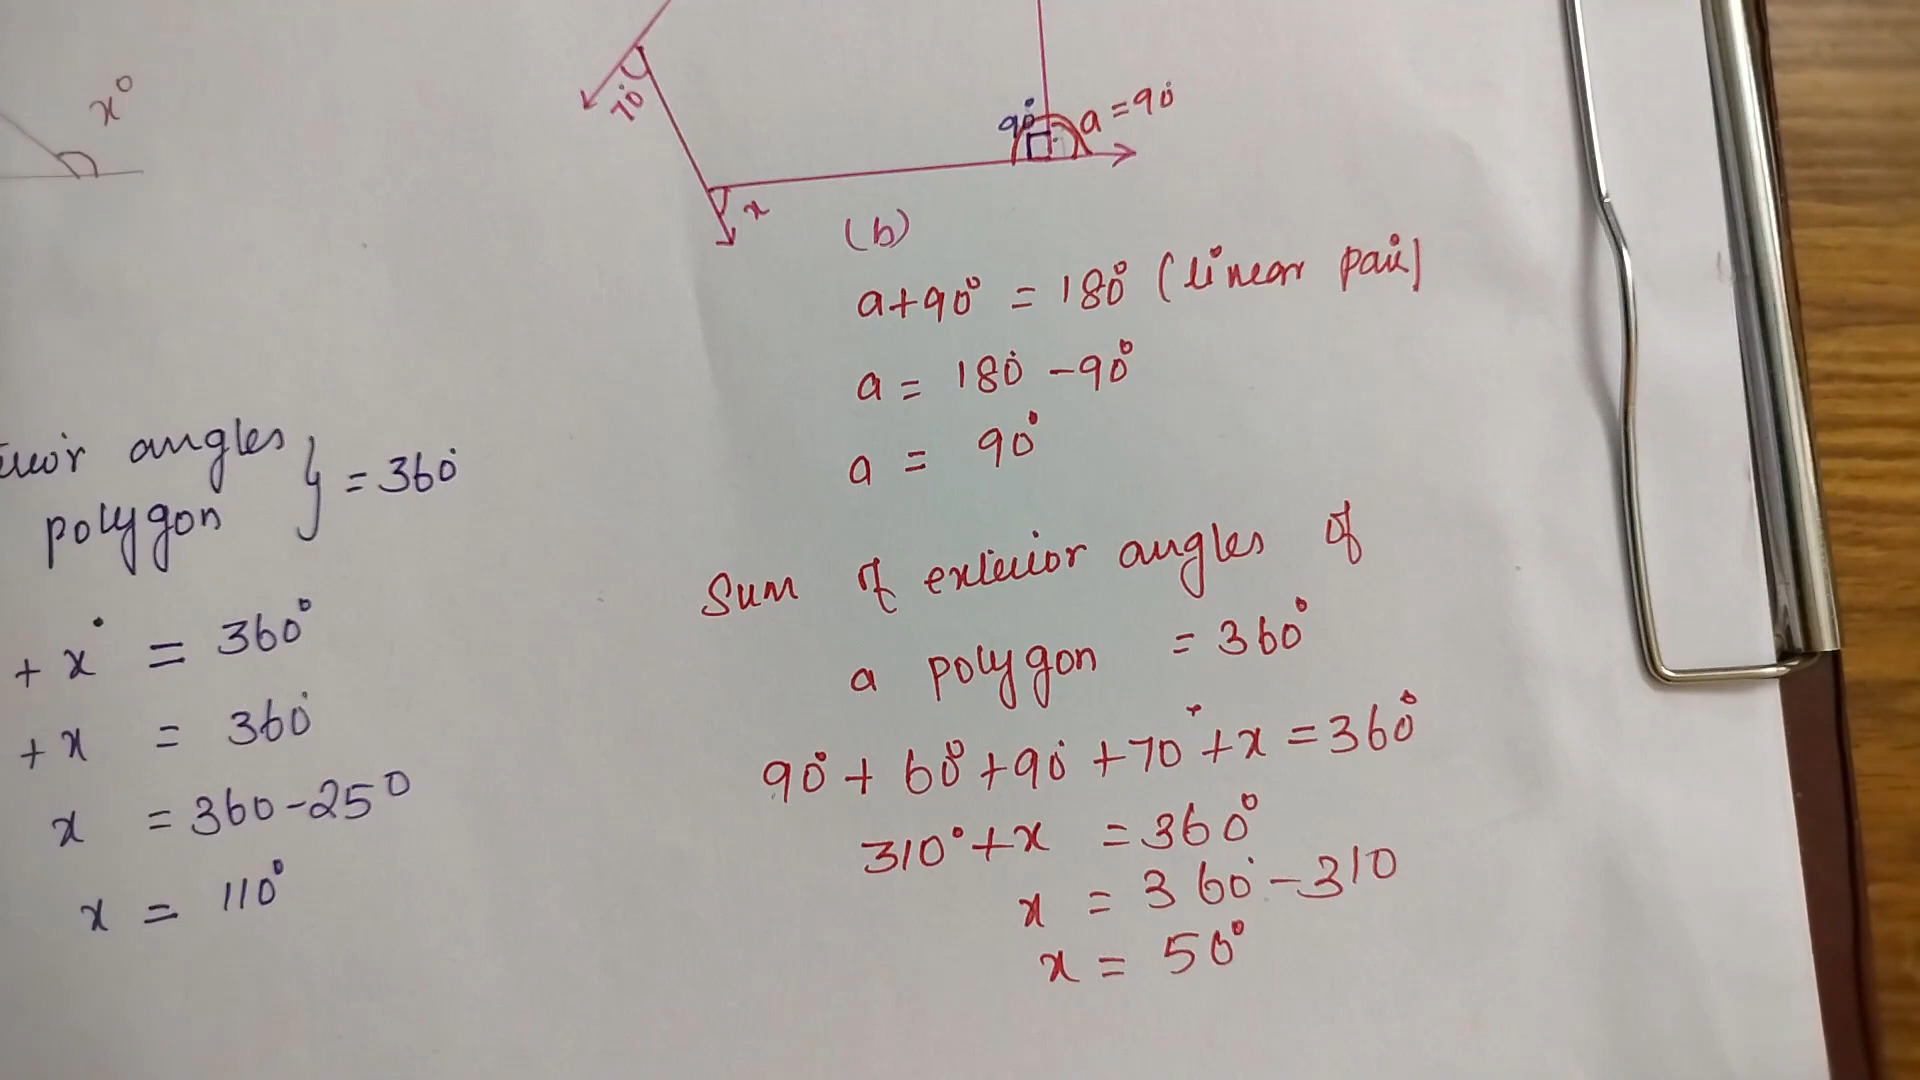 x°
70°
x
90°
a = 90°
(b)
a + 90° = 180° (linear pair)
a = 180° - 90°
a = 90°
angles
polygon } = 360°
+ x° = 360°
+ x = 360°
x = 360 - 250
x = 110°
Sum of exterior angles of
a polygon = 360°
90° + 60° + 90° + 70° + x = 360°
310° + x = 360°
x = 360° - 310
x = 50°